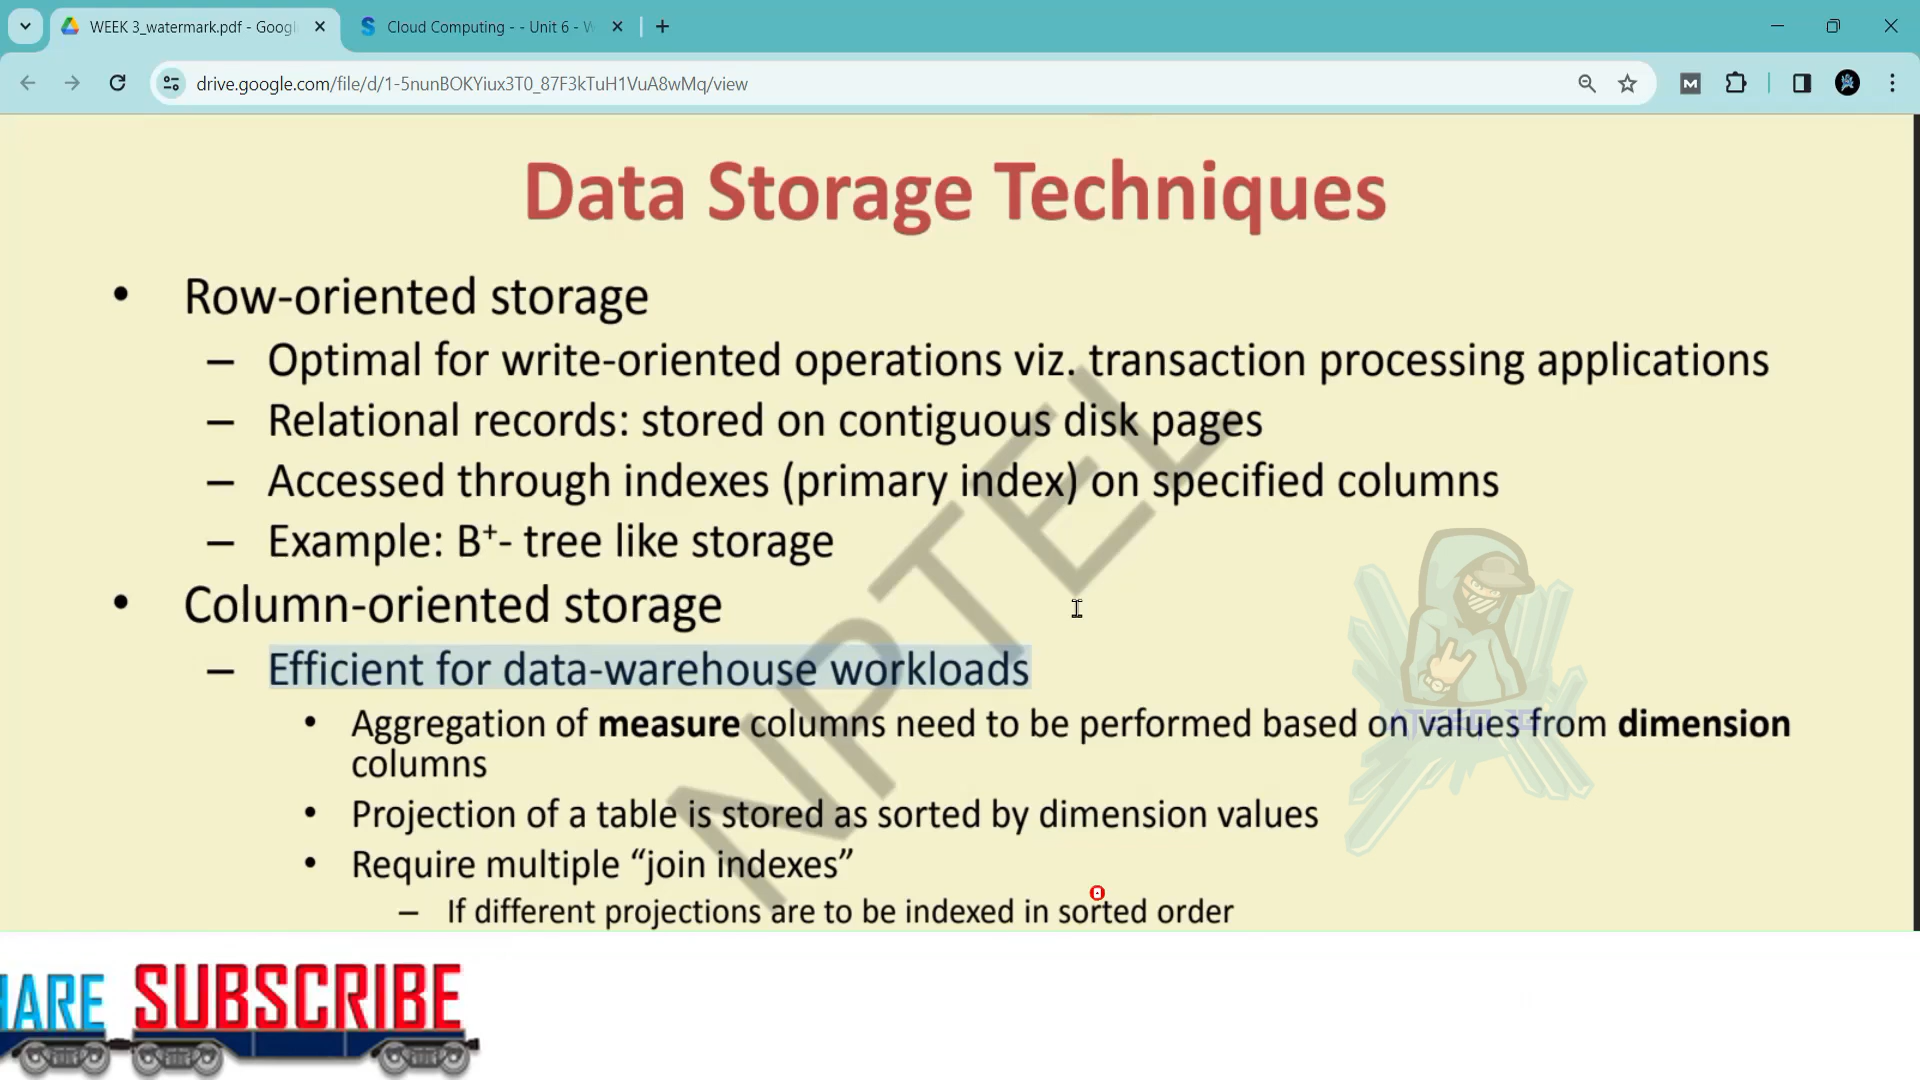 WEEK 3_watermark.pdf - Googl
Cloud Computing - - Unit 6 - W
drive.google.com/file/d/1-5nunBOKYiux3T0_87F3kTuH1VuA8wMq/view
Data Storage Techniques
• Row-oriented storage
– Optimal for write-oriented operations viz. transaction processing applications
– Relational records: stored on contiguous disk pages
– Accessed through indexes (primary index) on specified columns
– Example: B⁺- tree like storage
• Column-oriented storage
– Efficient for data-warehouse workloads
• Aggregation of measure columns need to be performed based on values from dimension
columns
• Projection of a table is stored as sorted by dimension values
• Require multiple “join indexes”
– If different projections are to be indexed in sorted order
NPTEL
HARE SUBSCRIBE